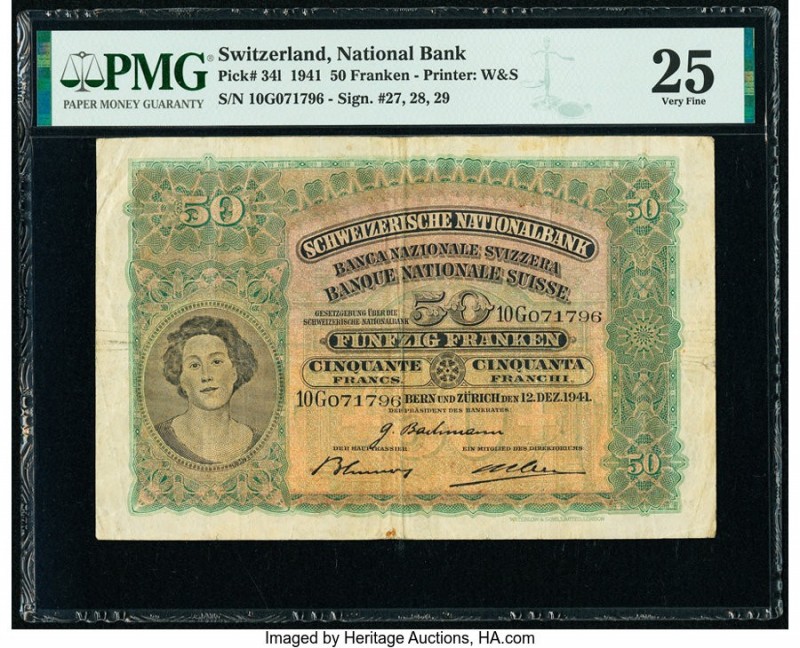 PMG
PAPER MONEY GUARANTY
Switzerland, National Bank
Pick# 34l 1941 50 Franken - Printer: W&S
S/N 10G071796 - Sign. #27, 28, 29
25
Very Fine
50
50
SCHWEIZERISCHE NATIONALBANK
BANCA NAZIONALE SVIZZERA
BANQUE NATIONALE SUISSE.
GESETZGEBUNG ÜBER DIE
SCHWEIZERISCHE NATIONALBANK
50
10G071796
FÜNFZIG FRANKEN
CINQUANTE FRANCS.
CINQUANTA FRANCHI.
10G071796 BERN UND ZÜRICH DEN 12. DEZ. 1941.
DER PRÄSIDENT DES BANKRATES
G. Bachmann
DER HAUPTKASSIER
EIN MITGLIED DES DIREKTORIUMS
50
Imaged by Heritage Auctions, HA.com